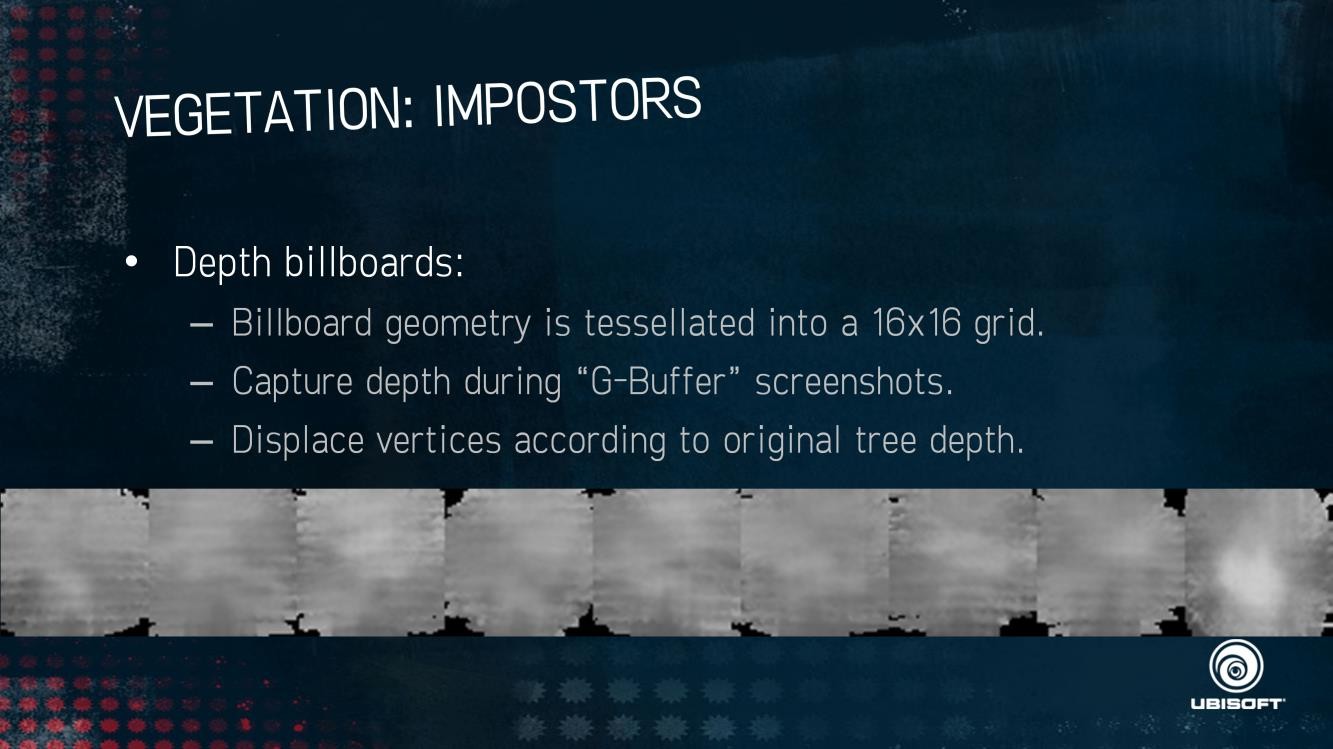 VEGETATION: IMPOSTORS
• Depth billboards:
– Billboard geometry is tessellated into a 16x16 grid.
– Capture depth during “G-Buffer” screenshots.
– Displace vertices according to original tree depth.
UBISOFT